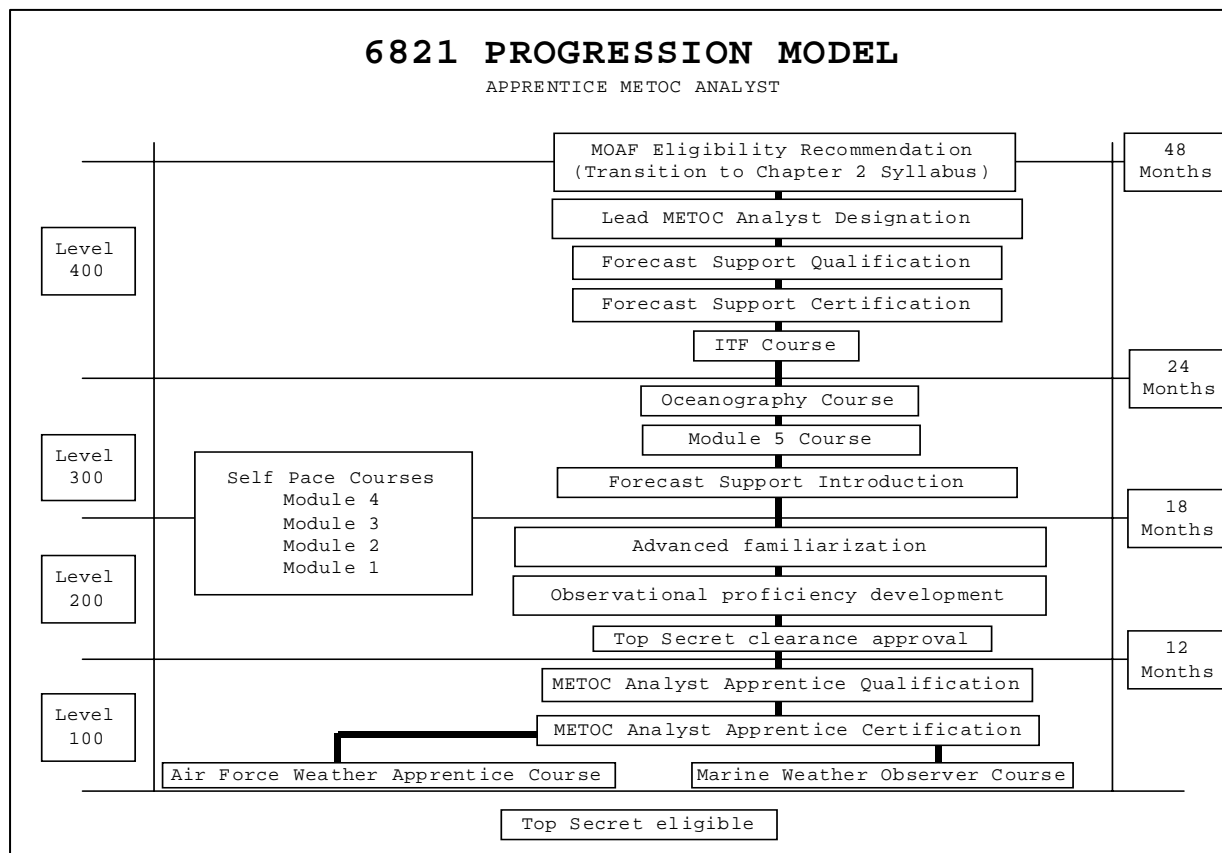 6821 PROGRESSION MODEL
APPRENTICE METOC ANALYST
MOAF Eligibility Recommendation
(Transition to Chapter 2 Syllabus)
48
Months
Lead METOC Analyst Designation
Level
400
Forecast Support Qualification
Forecast Support Certification
ITF Course
24
Months
Oceanography Course
Module 5 Course
Level
300
Self Pace Courses
Module 4
Module 3
Module 2
Module 1
Forecast Support Introduction
18
Months
Advanced familiarization
Level
200
Observational proficiency development
Top Secret clearance approval
12
Months
METOC Analyst Apprentice Qualification
Level
100
METOC Analyst Apprentice Certification
Air Force Weather Apprentice Course
Marine Weather Observer Course
Top Secret eligible